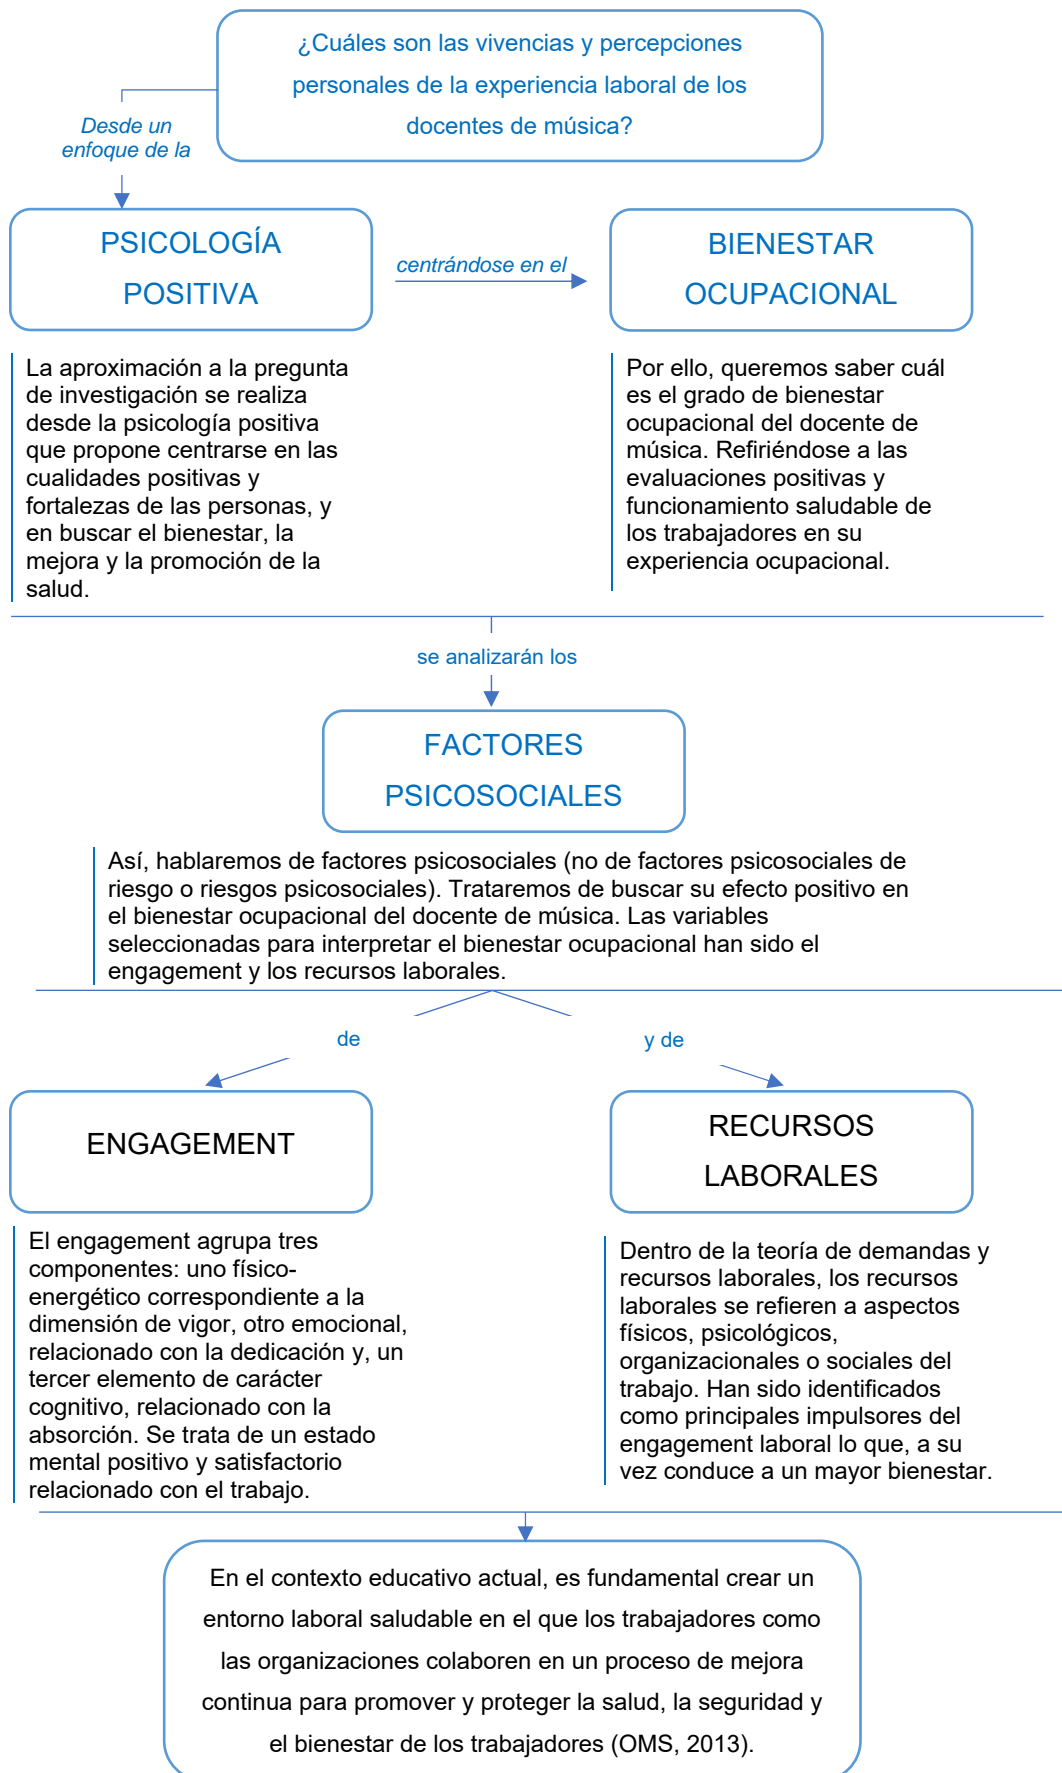 ¿Cuáles son las vivencias y percepciones
personales de la experiencia laboral de los
docentes de música?
Desde un
enfoque de la
PSICOLOGÍA
POSITIVA
centrándose en el
BIENESTAR
OCUPACIONAL
La aproximación a la pregunta
de investigación se realiza
desde la psicología positiva
que propone centrarse en las
cualidades positivas y
fortalezas de las personas, y
en buscar el bienestar, la
mejora y la promoción de la
salud.
Por ello, queremos saber cuál
es el grado de bienestar
ocupacional del docente de
música. Refiriéndose a las
evaluaciones positivas y
funcionamiento saludable de
los trabajadores en su
experiencia ocupacional.
se analizarán los
FACTORES
PSICOSOCIALES
Así, hablaremos de factores psicosociales (no de factores psicosociales de
riesgo o riesgos psicosociales). Trataremos de buscar su efecto positivo en
el bienestar ocupacional del docente de música. Las variables
seleccionadas para interpretar el bienestar ocupacional han sido el
engagement y los recursos laborales.
de
y de
ENGAGEMENT
RECURSOS
LABORALES
El engagement agrupa tres
componentes: uno físico-
energético correspondiente a la
dimensión de vigor, otro emocional,
relacionado con la dedicación y, un
tercer elemento de carácter
cognitivo, relacionado con la
absorción. Se trata de un estado
mental positivo y satisfactorio
relacionado con el trabajo.
Dentro de la teoría de demandas y
recursos laborales, los recursos
laborales se refieren a aspectos
físicos, psicológicos,
organizacionales o sociales del
trabajo. Han sido identificados
como principales impulsores del
engagement laboral lo que, a su
vez conduce a un mayor bienestar.
En el contexto educativo actual, es fundamental crear un
entorno laboral saludable en el que los trabajadores como
las organizaciones colaboren en un proceso de mejora
continua para promover y proteger la salud, la seguridad y
el bienestar de los trabajadores (OMS, 2013).